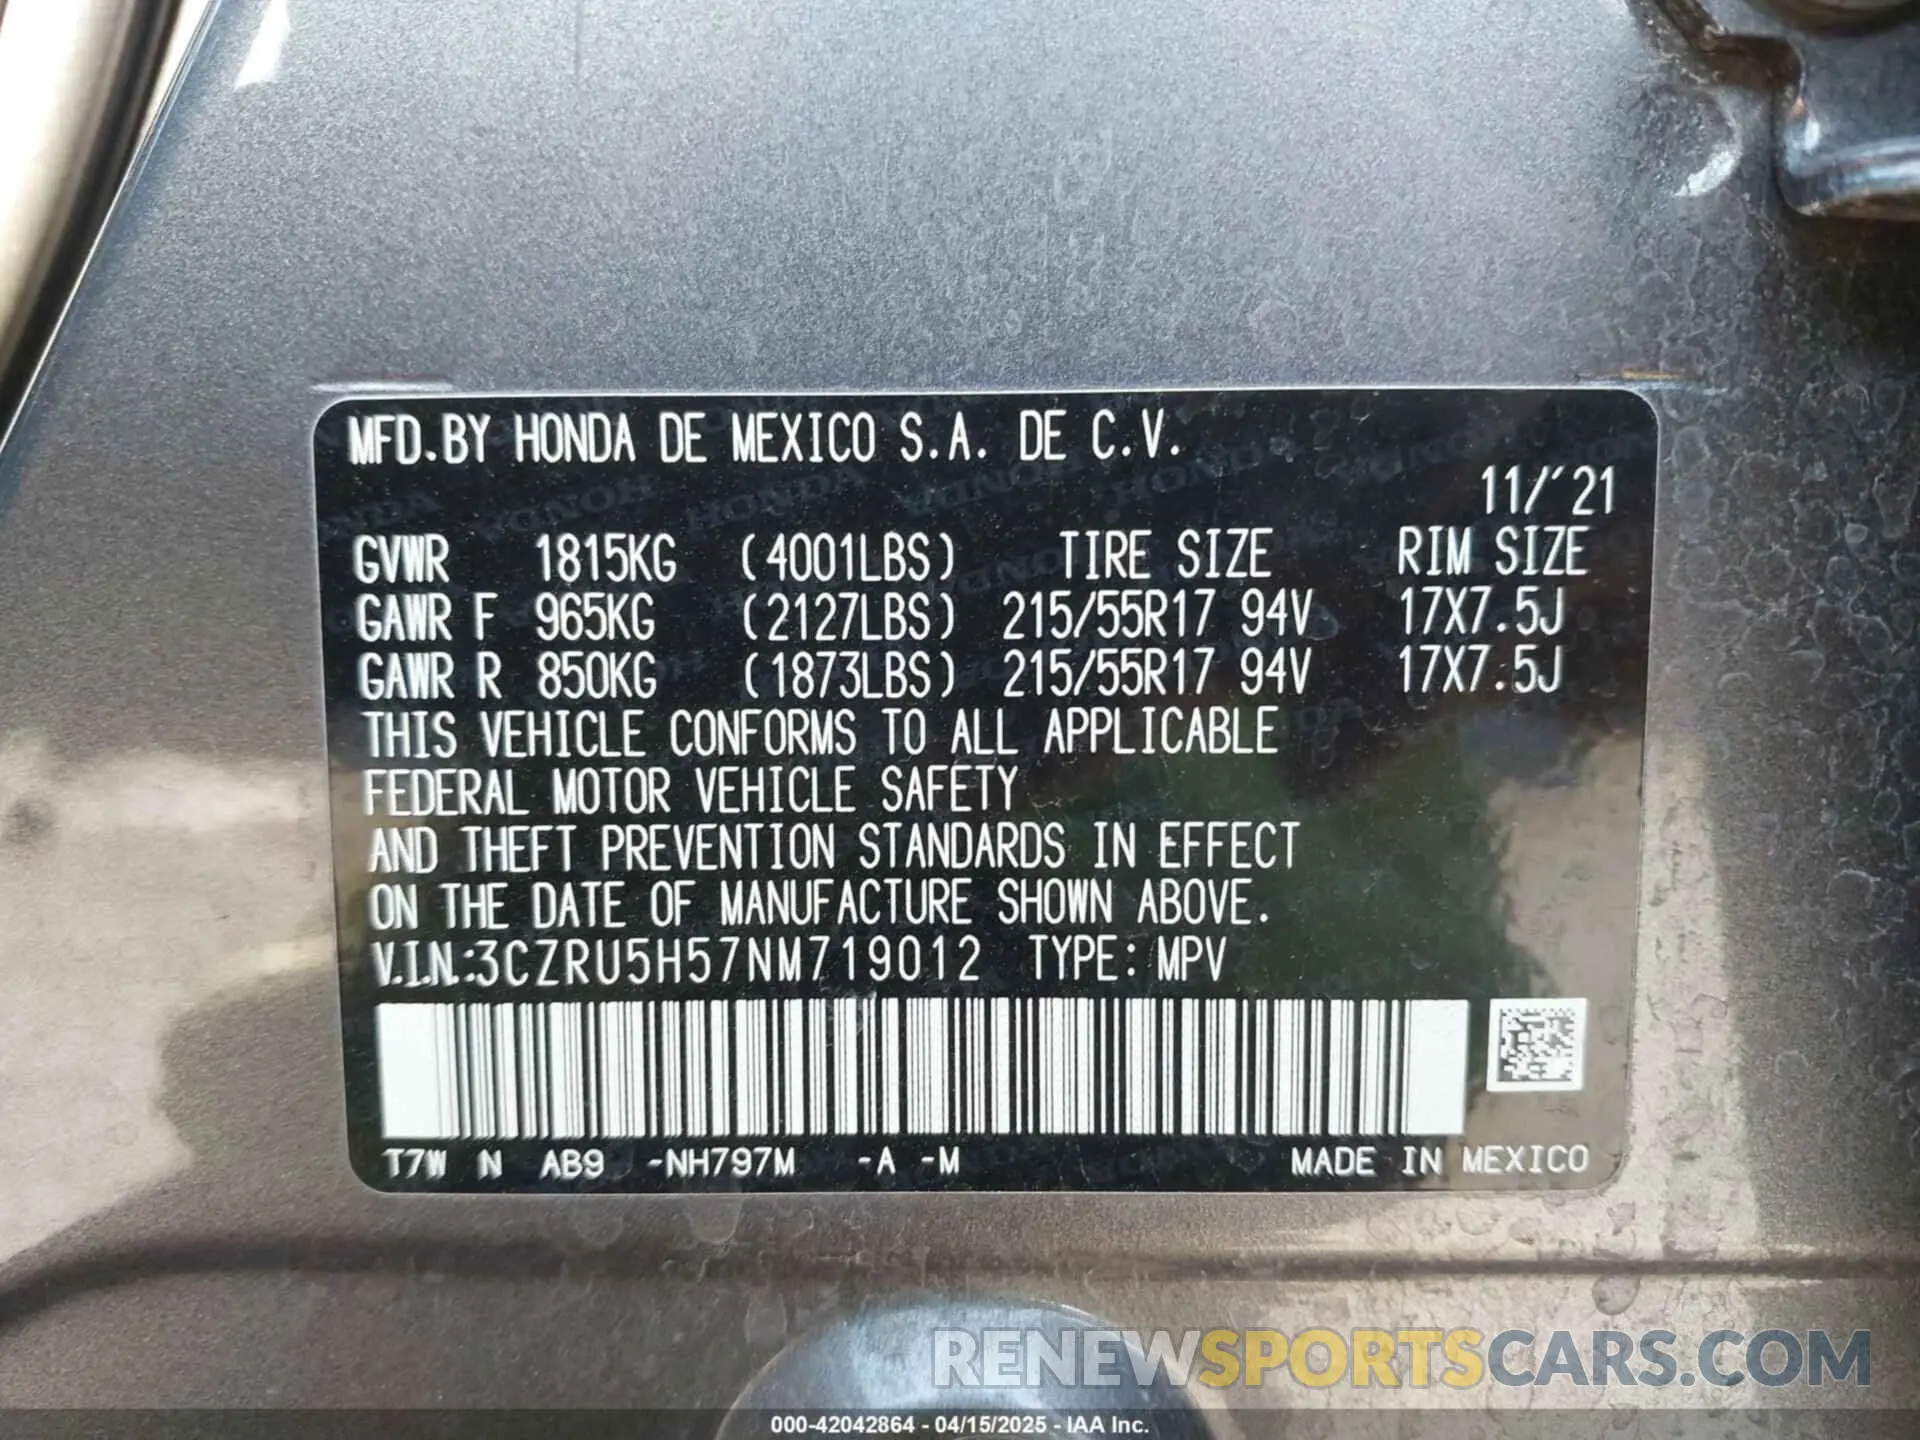 MFD.BY HONDA DE MEXICO S.A. DE C.V.
11/'21
GVWR 1815KG (4001LBS) TIRE SIZE RIM SIZE
GAWR F 965KG (2127LBS) 215/55R17 94V 17X7.5J
GAWR R 850KG (1873LBS) 215/55R17 94V 17X7.5J
THIS VEHICLE CONFORMS TO ALL APPLICABLE
FEDERAL MOTOR VEHICLE SAFETY
AND THEFT PREVENTION STANDARDS IN EFFECT
ON THE DATE OF MANUFACTURE SHOWN ABOVE.
V.I.N.:3CZRU5H57NM719012 TYPE: MPV
T7W N AB9 -NH797M -A -M MADE IN MEXICO
RENEWSPORTSCARS.COM
000-42042864 - 04/15/2025 - IAA Inc.